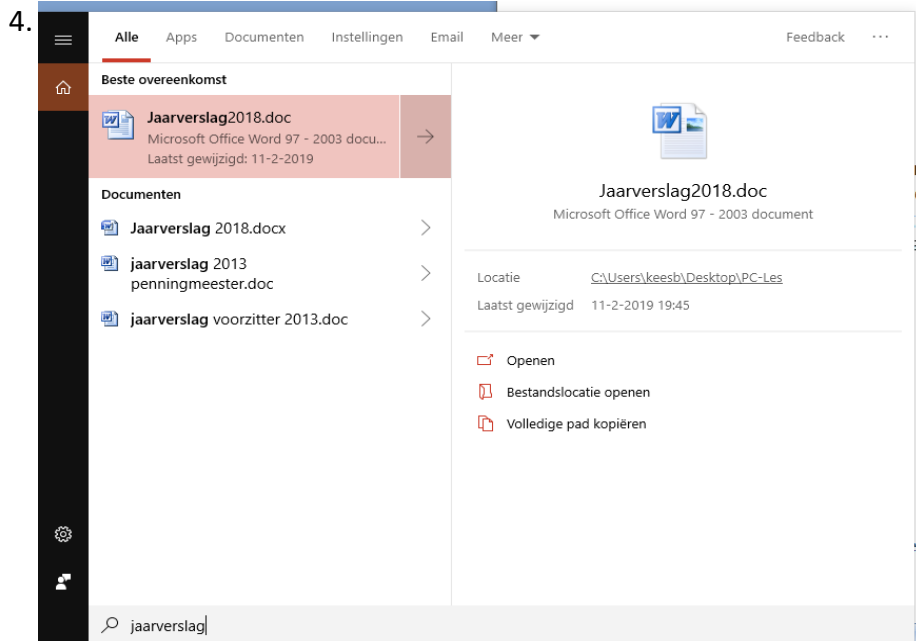 4.
Alle Apps Documenten Instellingen Email Meer Feedback ...
Beste overeenkomst
Jaarverslag2018.doc
Microsoft Office Word 97 - 2003 docu...
Laatst gewijzigd: 11-2-2019
Documenten
Jaarverslag 2018.docx
jaarverslag 2013
penningmeester.doc
jaarverslag voorzitter 2013.doc
Jaarverslag2018.doc
Microsoft Office Word 97 - 2003 document
Locatie C:\Users\keesb\Desktop\PC-Les
Laatst gewijzigd 11-2-2019 19:45
Openen
Bestandslocatie openen
Volledige pad kopiëren
jaarverslag